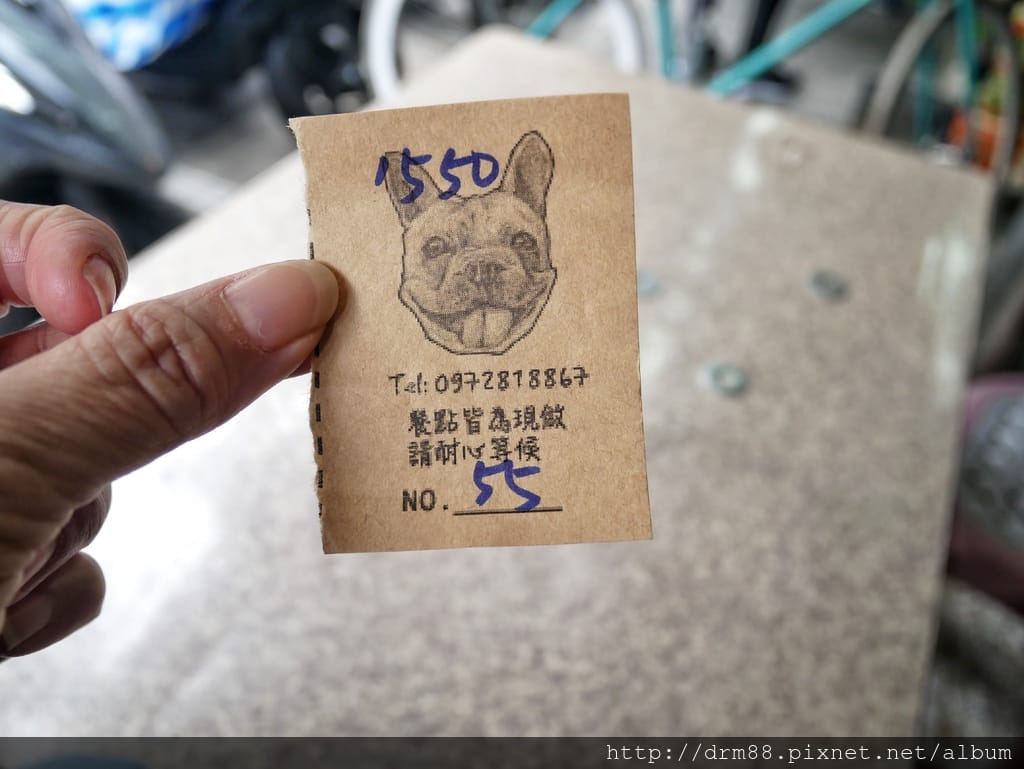 1550
Tel: 0972818867
餐點皆為現做
請耐心等候
NO. 55
http://drm88.pixnet.net/album